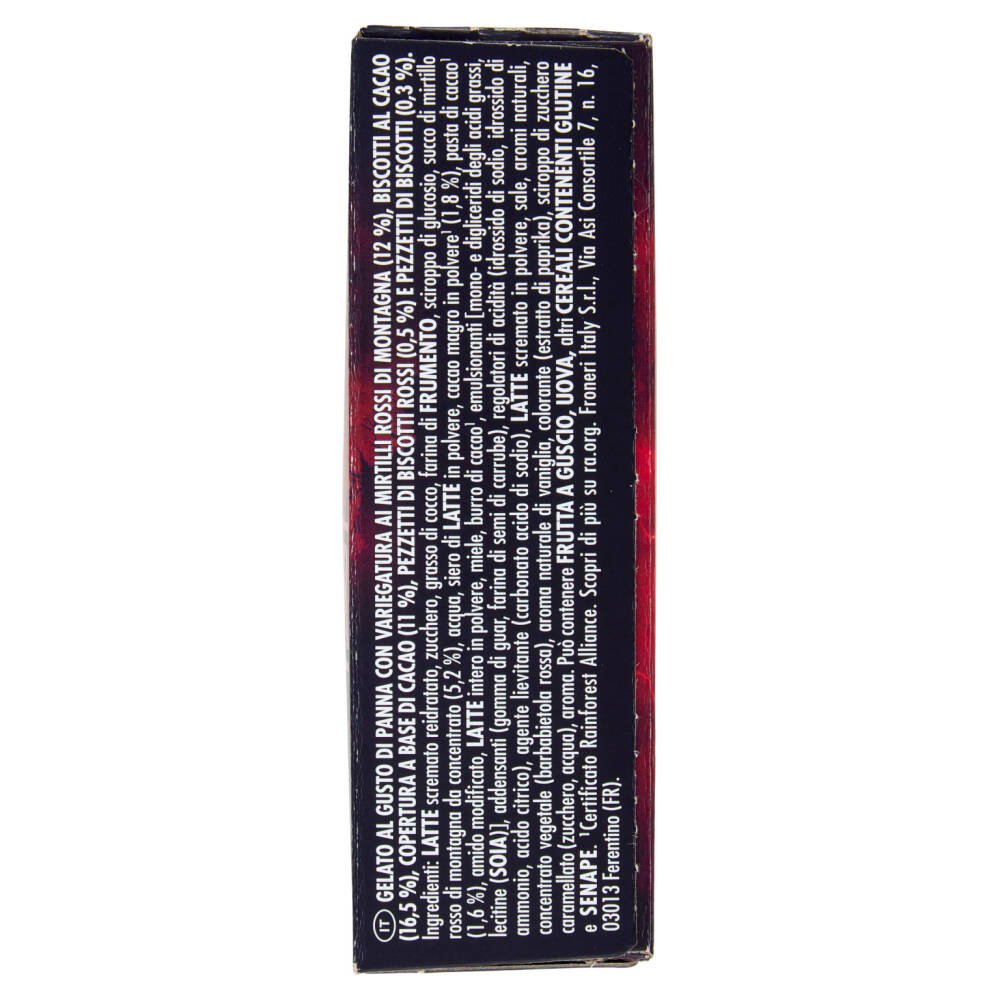 IT GELATO AL GUSTO DI PANNA CON VARIEGATURA AI MIRTILLI ROSSI DI MONTAGNA (12 %), BISCOTTI AL CACAO
(16,5 %), COPERTURA A BASE DI CACAO (11 %), PEZZETTI DI BISCOTTI ROSSI (0,5 %) E PEZZETTI DI BISCOTTI (0,3 %).
Ingredienti: LATTE scremato reidratato, zucchero, grasso di cocco, farina di FRUMENTO, sciroppo di glucosio, succo di mirtillo
rosso di montagna da concentrato (5,2 %), acqua, siero di LATTE in polvere, cacao magro in polvere¹ (1,8 %), pasta di cacao¹
(1,6 %), amido modificato, LATTE intero in polvere, miele, burro di cacao¹, emulsionanti [mono- e digliceridi degli acidi grassi,
lecitine (SOIA)], addensanti (gomma di guar, farina di semi di carrube), regolatori di acidità (idrossido di sodio, idrossido di
ammonio, acido citrico), agente lievitante (carbonato acido di sodio), LATTE scremato in polvere, sale, aromi naturali,
concentrato vegetale (barbabietola rossa), aroma naturale di vaniglia, colorante (estratto di paprika), sciroppo di zucchero
caramellato (zucchero, acqua), aroma. Può contenere FRUTTA A GUSCIO, UOVA, altri CEREALI CONTENENTI GLUTINE
e SENAPE. ¹Certificato Rainforest Alliance. Scopri di più su ra.org. Froneri Italy S.r.l., Via Asi Consortile 7, n. 16,
03013 Ferentino (FR).